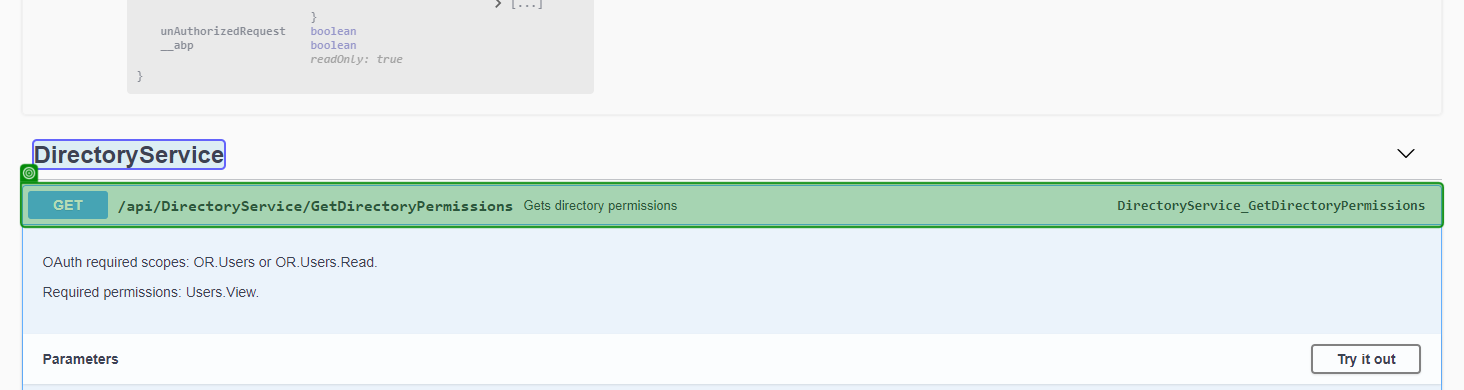 [...]
}
unAuthorizedRequest boolean
__abp boolean
readOnly: true
}
DirectoryService
GET /api/DirectoryService/GetDirectoryPermissions Gets directory permissions DirectoryService_GetDirectoryPermissions
OAuth required scopes: OR.Users or OR.Users.Read.
Required permissions: Users.View.
Parameters Try it out